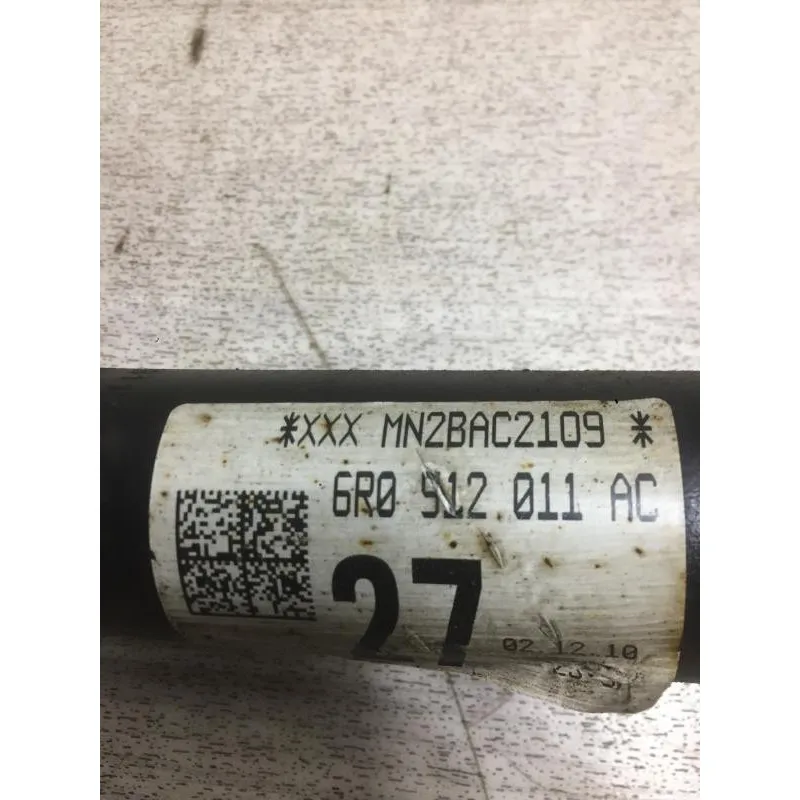 *XXX MN2BAC2109 *
6R0 512 011 AC
27
02.12.10